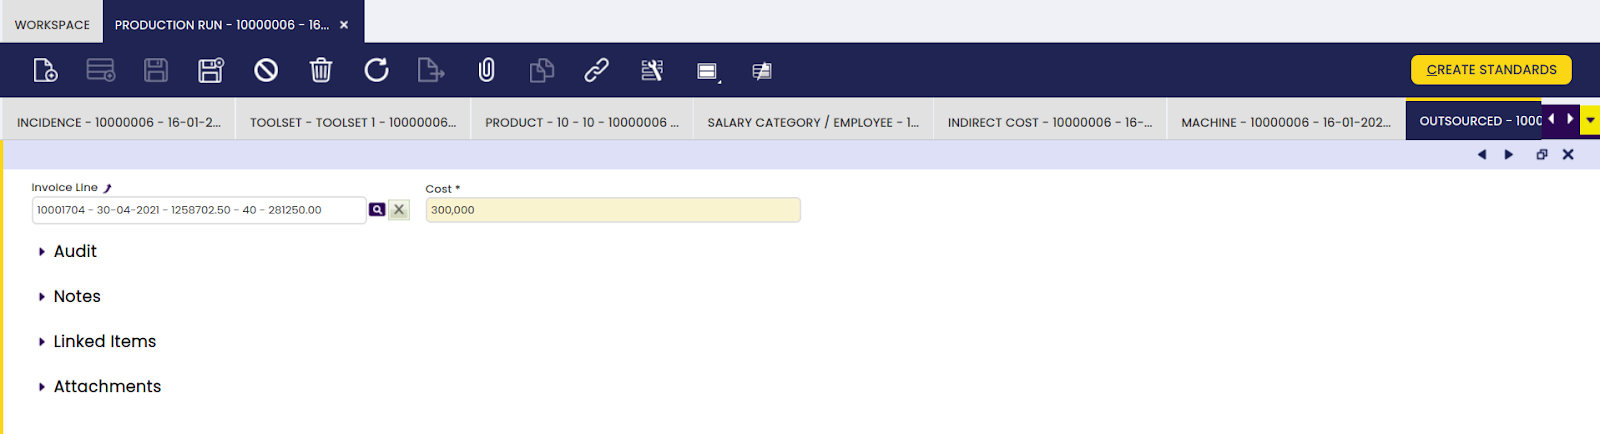 WORKSPACE
PRODUCTION RUN - 10000006 - 16...
CREATE STANDARDS
INCIDENCE - 10000006 - 16-01-2...
TOOLSET - TOOLSET 1 - 10000006...
PRODUCT - 10 - 10 - 10000006 ...
SALARY CATEGORY / EMPLOYEE - 1...
INDIRECT COST - 10000006 - 16-...
MACHINE - 10000006 - 16-01-202...
OUTSOURCED - 1000
Invoice Line
Cost *
10001704 - 30-04-2021 - 1258702.50 - 40 - 281250.00
300,000
Audit
Notes
Linked Items
Attachments